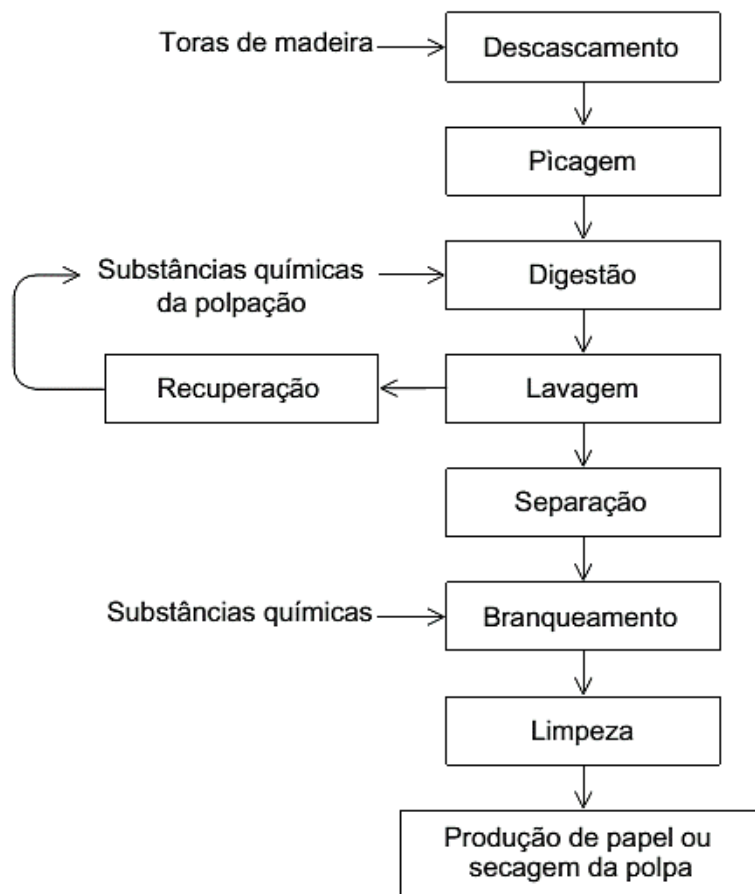 Toras de madeira
Descascamento
Pìcagem
Substâncias químicas
da polpação
Digestão
Recuperação
Lavagem
Separação
Substâncias químicas
Branqueamento
Limpeza
Produção de papel ou
secagem da polpa